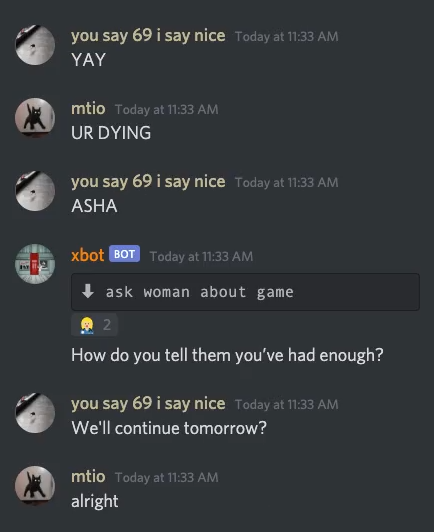 you say 69 i say nice Today at 11:33 AM
YAY
mtio Today at 11:33 AM
UR DYING
you say 69 i say nice Today at 11:33 AM
ASHA
xbot BOT Today at 11:33 AM
ask woman about game
2
How do you tell them you've had enough?
you say 69 i say nice Today at 11:33 AM
We'll continue tomorrow?
mtio Today at 11:33 AM
alright